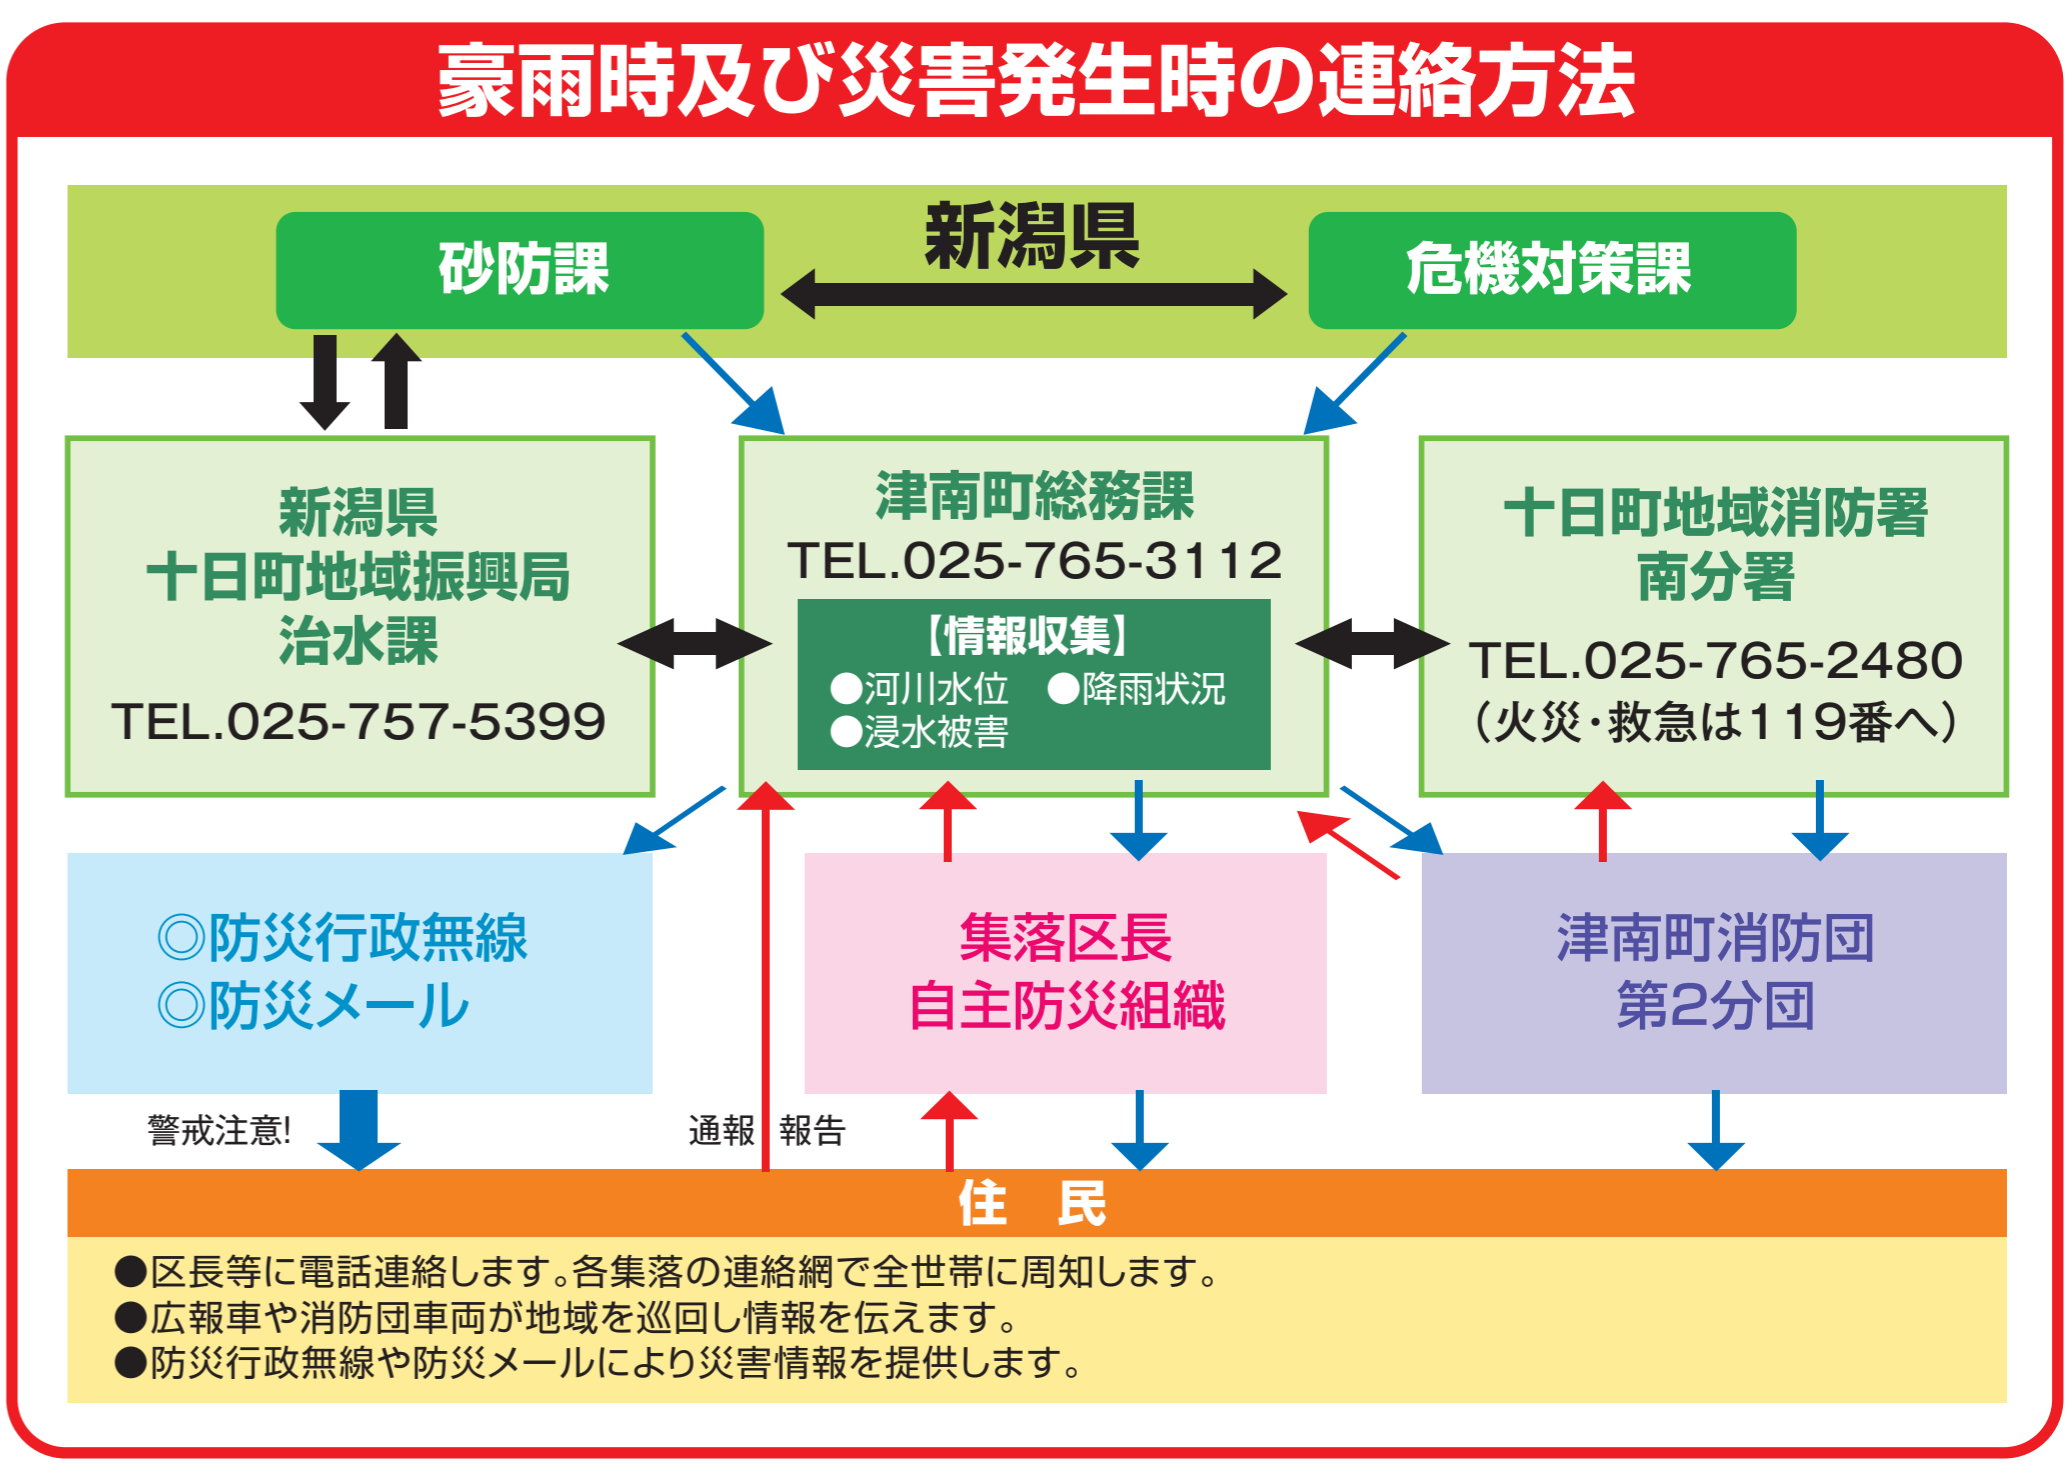 豪雨時及び災害発生時の連絡方法
新潟県
砂防課
危機対策課
新潟県
十日町地域振興局
治水課
TEL.025-757-5399
津南町総務課
TEL.025-765-3112
【情報収集】
●河川水位 ●降雨状況
●浸水被害
十日町地域消防署
南分署
TEL.025-765-2480
（火災・救急は119番へ）
◎防災行政無線
◎防災メール
集落区長
自主防災組織
津南町消防団
第2分団
警戒注意!
通報 報告
住 民
●区長等に電話連絡します。各集落の連絡網で全世帯に周知します。
●広報車や消防団車両が地域を巡回し情報を伝えます。
●防災行政無線や防災メールにより災害情報を提供します。